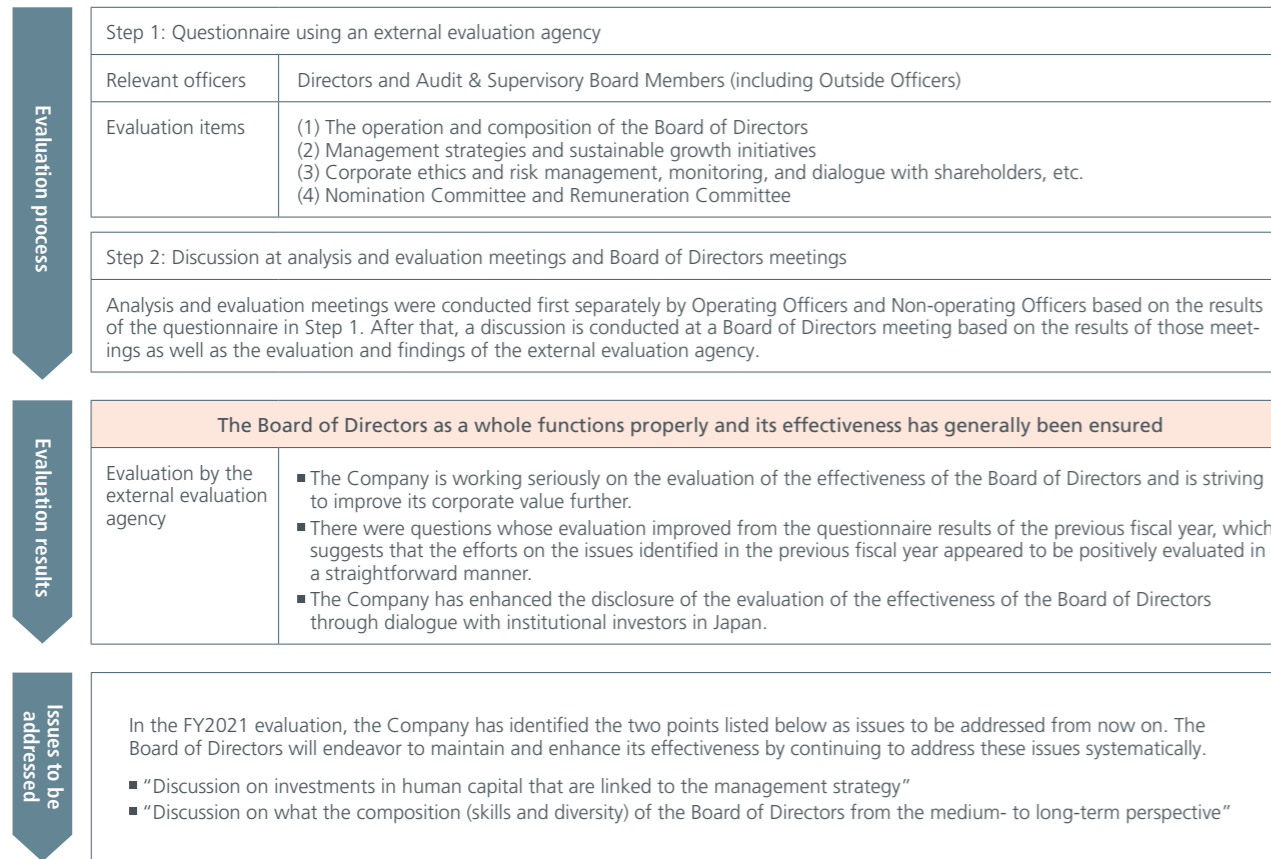 Evaluation process
Step 1: Questionnaire using an external evaluation agency
Relevant officers
Directors and Audit & Supervisory Board Members (including Outside Officers)
Evaluation items
(1) The operation and composition of the Board of Directors
(2) Management strategies and sustainable growth initiatives
(3) Corporate ethics and risk management, monitoring, and dialogue with shareholders, etc.
(4) Nomination Committee and Remuneration Committee
Step 2: Discussion at analysis and evaluation meetings and Board of Directors meetings
Analysis and evaluation meetings were conducted first separately by Operating Officers and Non-operating Officers based on the results
of the questionnaire in Step 1. After that, a discussion is conducted at a Board of Directors meeting based on the results of those meet-
ings as well as the evaluation and findings of the external evaluation agency.
Evaluation results
The Board of Directors as a whole functions properly and its effectiveness has generally been ensured
Evaluation by the
external evaluation
agency
■ The Company is working seriously on the evaluation of the effectiveness of the Board of Directors and is striving
to improve its corporate value further.
■ There were questions whose evaluation improved from the questionnaire results of the previous fiscal year, which
suggests that the efforts on the issues identified in the previous fiscal year appeared to be positively evaluated in
a straightforward manner.
■ The Company has enhanced the disclosure of the evaluation of the effectiveness of the Board of Directors
through dialogue with institutional investors in Japan.
Issues to be
addressed
In the FY2021 evaluation, the Company has identified the two points listed below as issues to be addressed from now on. The
Board of Directors will endeavor to maintain and enhance its effectiveness by continuing to address these issues systematically.
■ “Discussion on investments in human capital that are linked to the management strategy”
■ “Discussion on what the composition (skills and diversity) of the Board of Directors from the medium- to long-term perspective”